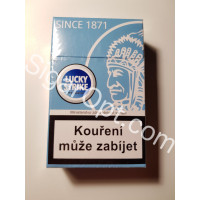 SINCE 1871
LUCKY
STRIKE
Kouření
může zabíjet